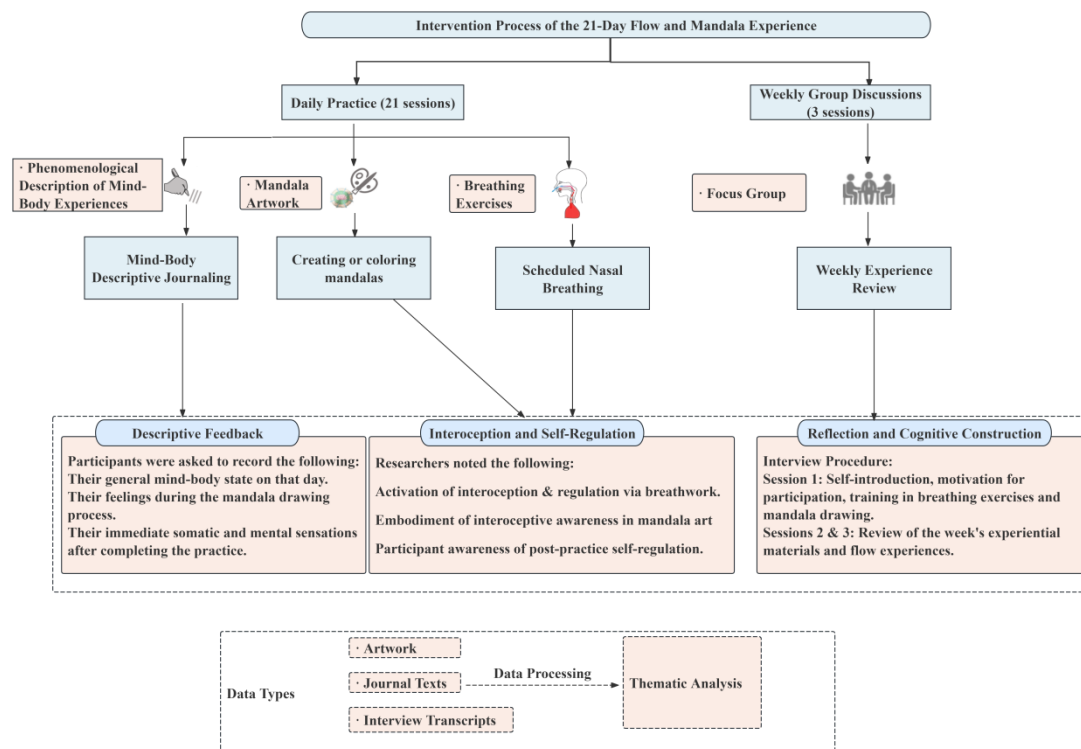 Intervention Process of the 21-Day Flow and Mandala Experience
Daily Practice (21 sessions)
Weekly Group Discussions
(3 sessions)
· Phenomenological
Description of Mind-
Body Experiences
· Mandala
Artwork
· Breathing
Exercises
· Focus Group
Mind-Body
Descriptive Journaling
Creating or coloring
mandalas
Scheduled Nasal
Breathing
Weekly Experience
Review
Descriptive Feedback
Participants were asked to record the following:
Their general mind-body state on that day.
Their feelings during the mandala drawing
process.
Their immediate somatic and mental sensations
after completing the practice.
Interoception and Self-Regulation
Researchers noted the following:
Activation of interoception & regulation via breathwork.
Embodiment of interoceptive awareness in mandala art
Participant awareness of post-practice self-regulation.
Reflection and Cognitive Construction
Interview Procedure:
Session 1: Self-introduction, motivation for
participation, training in breathing exercises and
mandala drawing.
Sessions 2 & 3: Review of the week's experiential
materials and flow experiences.
Data Types
· Artwork
· Journal Texts
· Interview Transcripts
Data Processing
Thematic Analysis